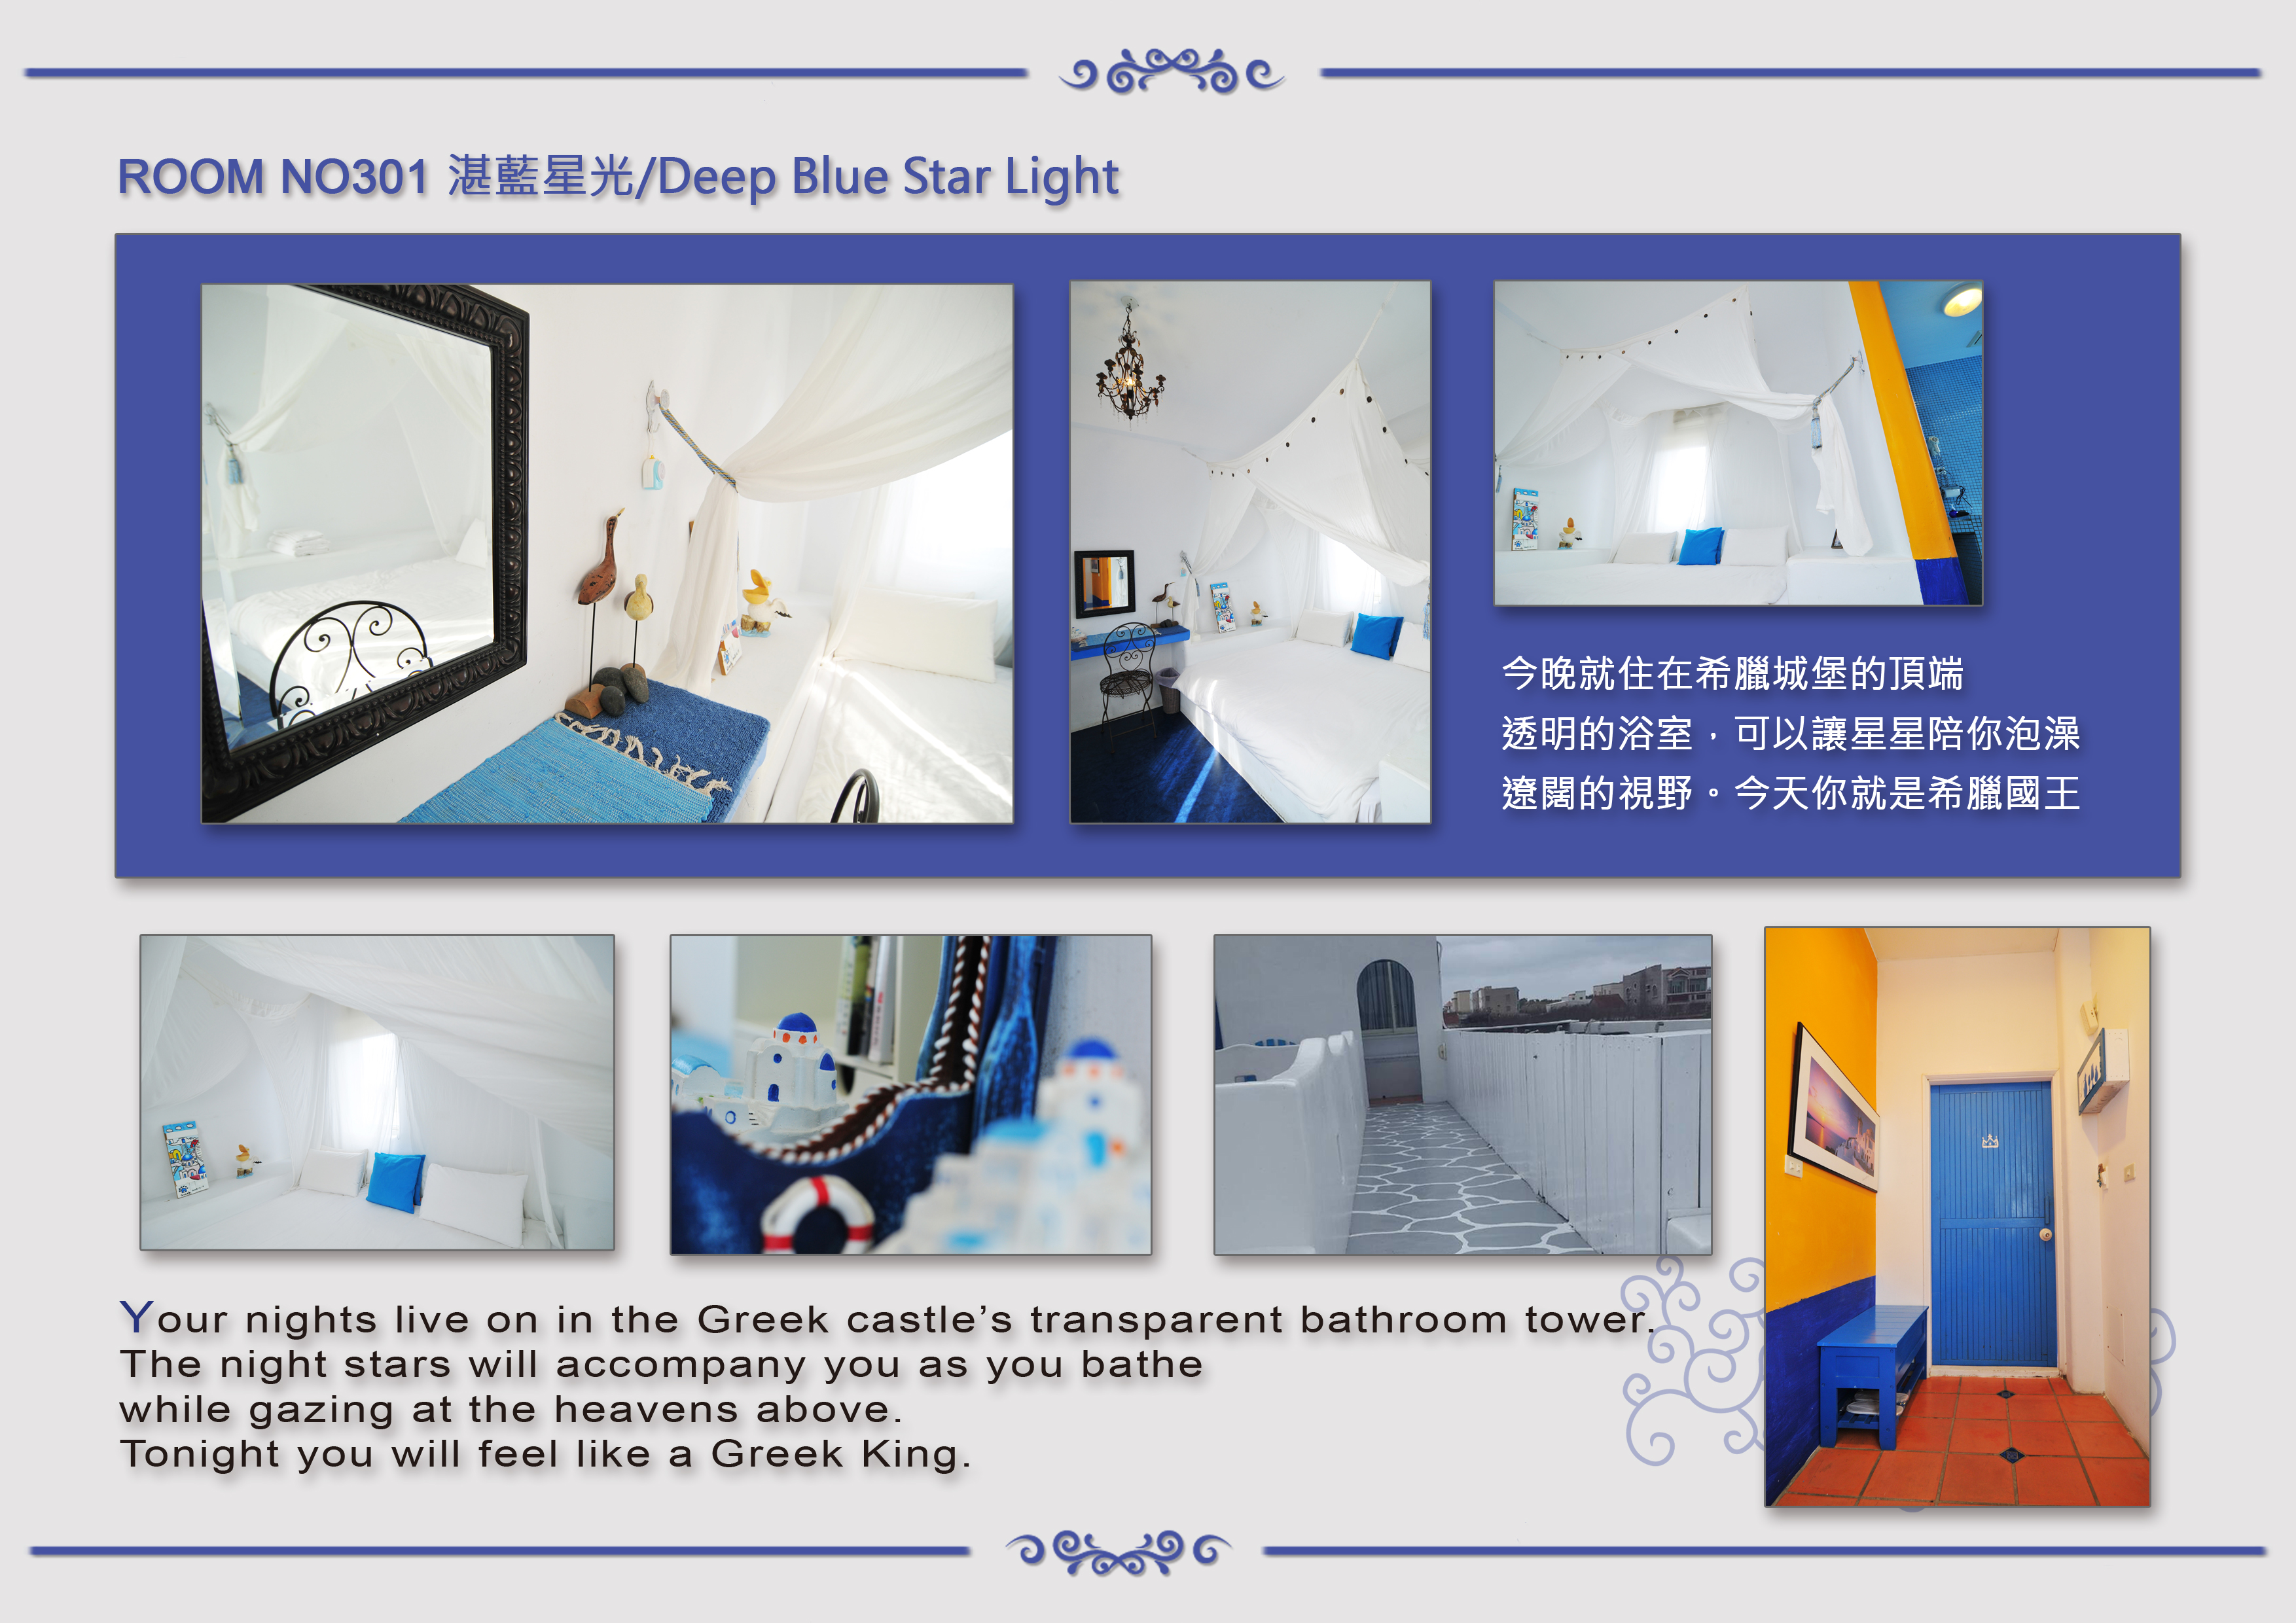 ROOM NO301 湛藍星光/Deep Blue Star Light
今晚就住在希臘城堡的頂端
透明的浴室，可以讓星星陪你泡澡
遼闊的視野。今天你就是希臘國王
Your nights live on in the Greek castle’s transparent bathroom tower.
The night stars will accompany you as you bathe
while gazing at the heavens above.
Tonight you will feel like a Greek King.